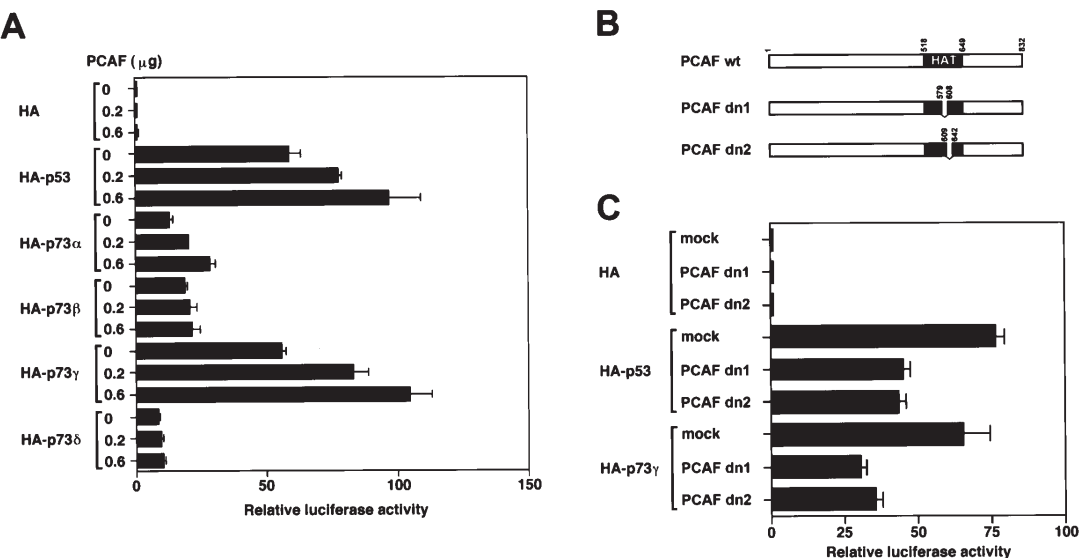 A
PCAF (μg)
HA
0
0.2
0.6
HA-p53
0
0.2
0.6
HA-p73α
0
0.2
0.6
HA-p73β
0
0.2
0.6
HA-p73γ
0
0.2
0.6
HA-p73δ
0
0.2
0.6
0 50 100 150
Relative luciferase activity
B
PCAF wt
1 518 649 832
HAT
PCAF dn1
579 608
PCAF dn2
609 642
C
HA
mock
PCAF dn1
PCAF dn2
HA-p53
mock
PCAF dn1
PCAF dn2
HA-p73γ
mock
PCAF dn1
PCAF dn2
0 25 50 75 100
Relative luciferase activity